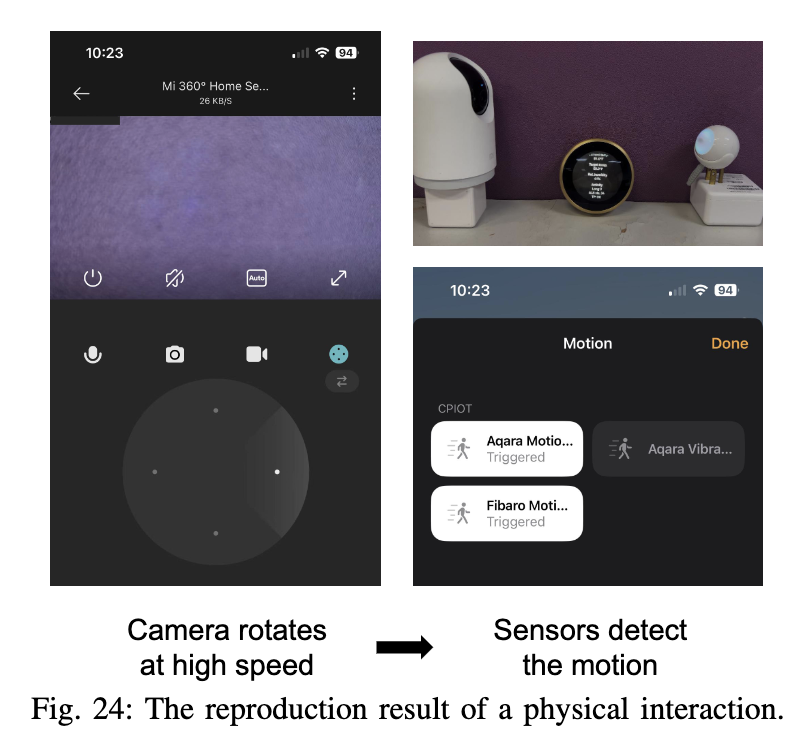 10:23
94
Mi 360° Home Se...
26 KB/S
Auto
10:23
94
Motion
Done
CPIOT
Aqara Motio...
Triggered
Aqara Vibra...
Fibaro Moti...
Triggered
Camera rotates
at high speed
Sensors detect
the motion
Fig. 24: The reproduction result of a physical interaction.